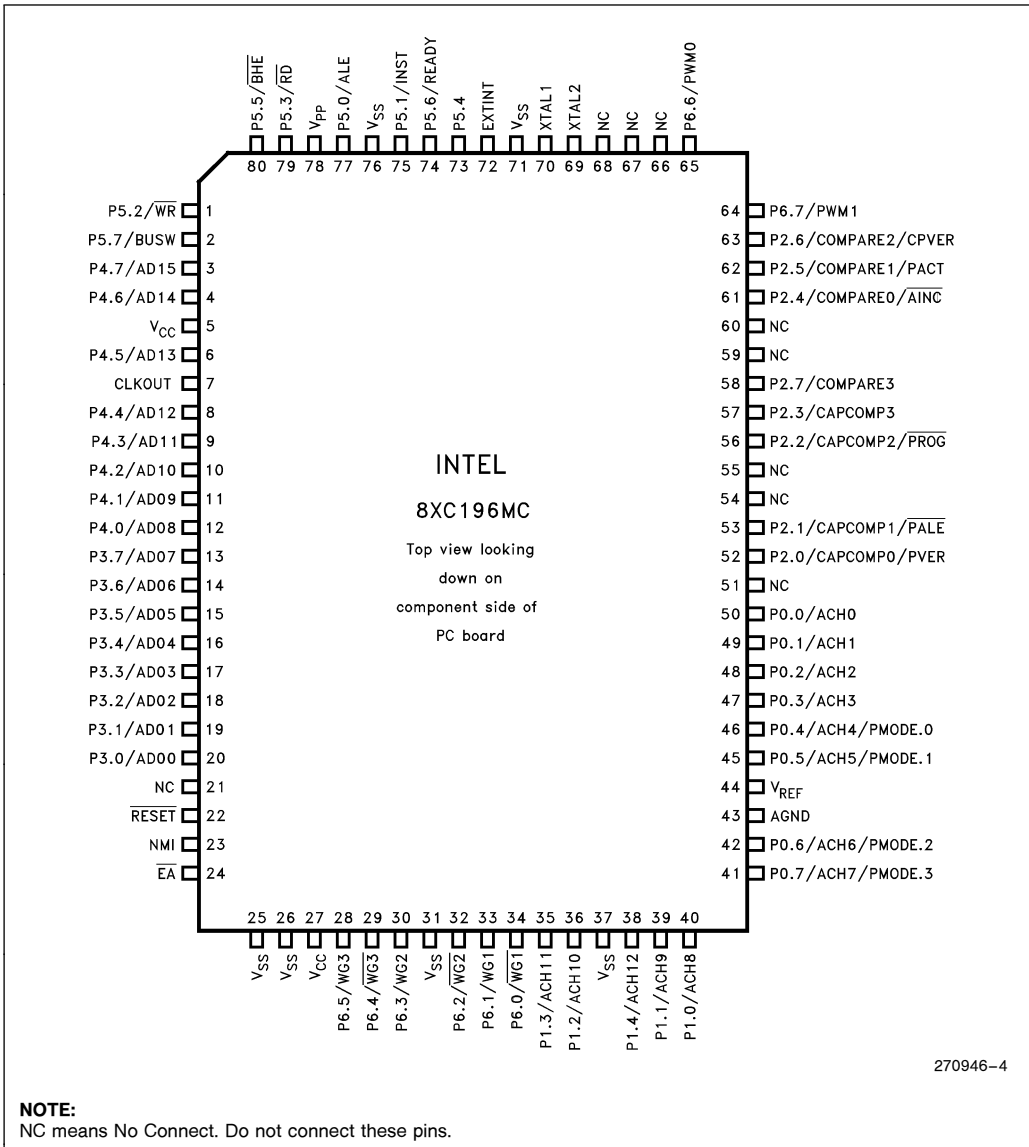 P5.5/BHE
P5.3/RD
VPP
P5.0/ALE
VSS
P5.1/INST
P5.6/READY
P5.4
EXTINT
VSS
XTAL1
XTAL2
NC
NC
NC
P6.6/PWM0
80 79 78 77 76 75 74 73 72 71 70 69 68 67 66 65
P5.2/WR 1
P5.7/BUSW 2
P4.7/AD15 3
P4.6/AD14 4
VCC 5
P4.5/AD13 6
CLKOUT 7
P4.4/AD12 8
P4.3/AD11 9
P4.2/AD10 10
P4.1/AD09 11
P4.0/AD08 12
P3.7/AD07 13
P3.6/AD06 14
P3.5/AD05 15
P3.4/AD04 16
P3.3/AD03 17
P3.2/AD02 18
P3.1/AD01 19
P3.0/AD00 20
NC 21
RESET 22
NMI 23
EA 24
INTEL
8XC196MC
Top view looking
down on
component side of
PC board
64 P6.7/PWM1
63 P2.6/COMPARE2/CPVER
62 P2.5/COMPARE1/PACT
61 P2.4/COMPARE0/AINC
60 NC
59 NC
58 P2.7/COMPARE3
57 P2.3/CAPCOMP3
56 P2.2/CAPCOMP2/PROG
55 NC
54 NC
53 P2.1/CAPCOMP1/PALE
52 P2.0/CAPCOMP0/PVER
51 NC
50 P0.0/ACH0
49 P0.1/ACH1
48 P0.2/ACH2
47 P0.3/ACH3
46 P0.4/ACH4/PMODE.0
45 P0.5/ACH5/PMODE.1
44 VREF
43 AGND
42 P0.6/ACH6/PMODE.2
41 P0.7/ACH7/PMODE.3
25 26 27 28 29 30 31 32 33 34 35 36 37 38 39 40
VSS
VSS
VCC
P6.5/WG3
P6.4/WG3
P6.3/WG2
VSS
P6.2/WG2
P6.1/WG1
P6.0/WG1
P1.3/ACH11
P1.2/ACH10
VSS
P1.4/ACH12
P1.1/ACH9
P1.0/ACH8
270946–4
NOTE:
NC means No Connect. Do not connect these pins.